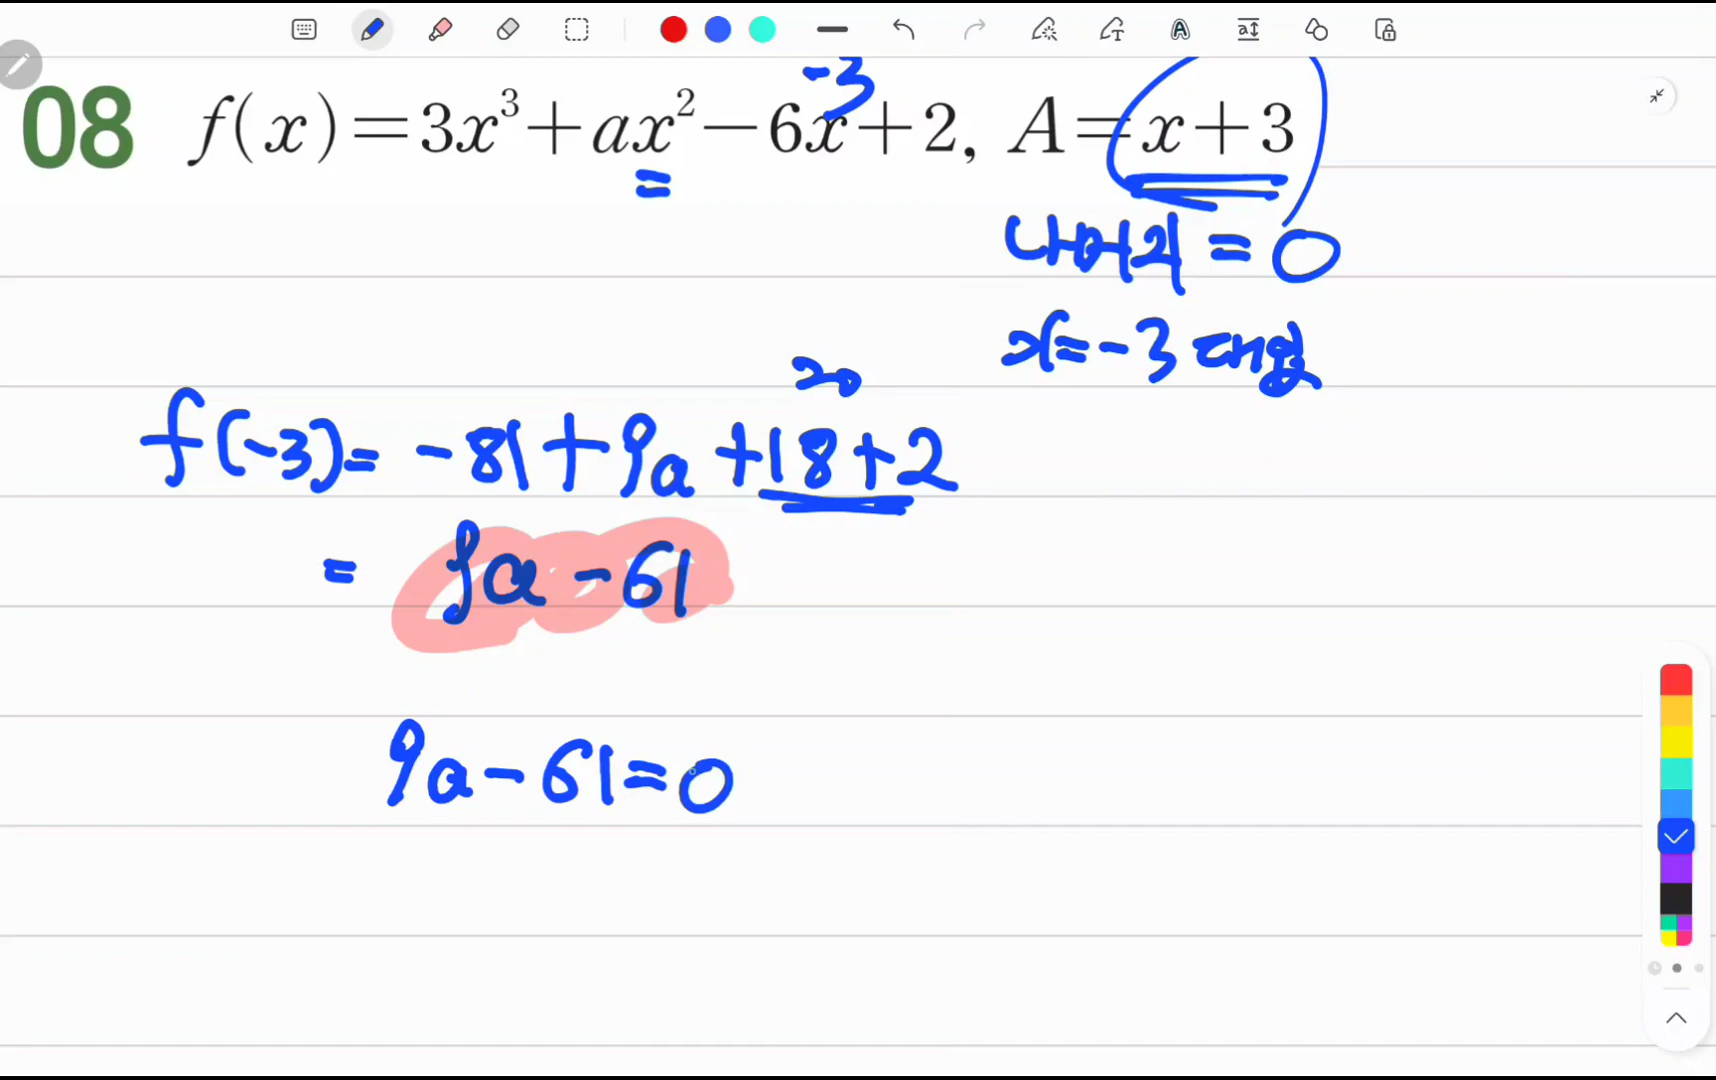 08 f(x)=3x³+ax²−6x+2, A=x+3
-3
나머지 = 0
x=-3 대입
20
f(-3)= -81+9a+18+2
= 9a-61
9a-61=0